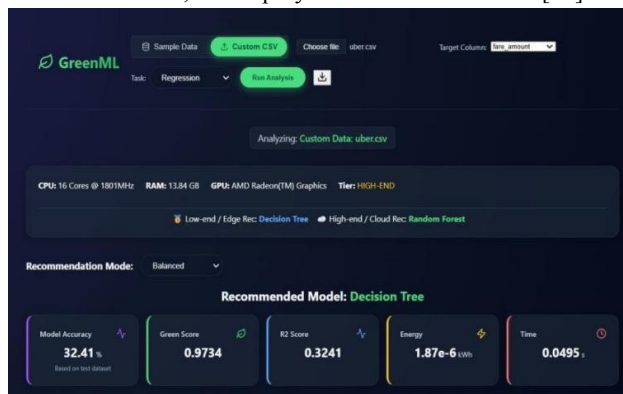 Sample Data Custom CSV Choose file uber.csv Target Column: fare_amount
GreenML
Task: Regression Run Analysis
Analyzing: Custom Data: uber.csv
CPU: 16 Cores @ 1801MHz RAM: 13.84 GB GPU: AMD Radeon(TM) Graphics Tier: HIGH-END
Low-end / Edge Rec: Decision Tree High-end / Cloud Rec: Random Forest
Recommendation Mode: Balanced
Recommended Model: Decision Tree
Model Accuracy Green Score R2 Score Energy Time
32.41 % 0.9734 0.3241 1.87e-6 kWh 0.0495 s
Based on test dataset